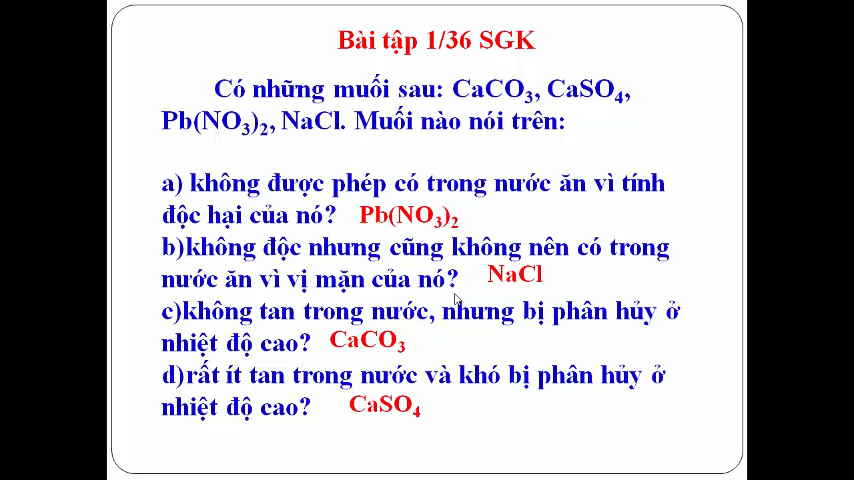 Bài tập 1/36 SGK
Có những muối sau: CaCO₃, CaSO₄,
Pb(NO₃)₂, NaCl. Muối nào nói trên:
a) không được phép có trong nước ăn vì tính
độc hại của nó? Pb(NO₃)₂
b)không độc nhưng cũng không nên có trong
nước ăn vì vị mặn của nó? NaCl
c)không tan trong nước, nhưng bị phân hủy ở
nhiệt độ cao? CaCO₃
d)rất ít tan trong nước và khó bị phân hủy ở
nhiệt độ cao? CaSO₄